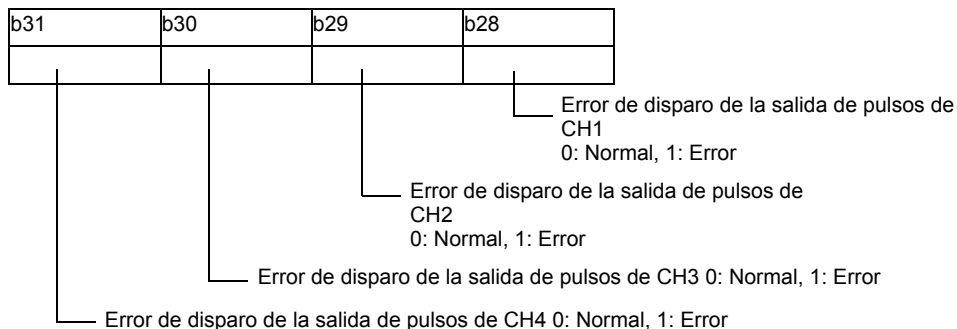 b31 b30 b29 b28
Error de disparo de la salida de pulsos de
CH1
0: Normal, 1: Error
Error de disparo de la salida de pulsos de
CH2
0: Normal, 1: Error
Error de disparo de la salida de pulsos de CH3 0: Normal, 1: Error
Error de disparo de la salida de pulsos de CH4 0: Normal, 1: Error